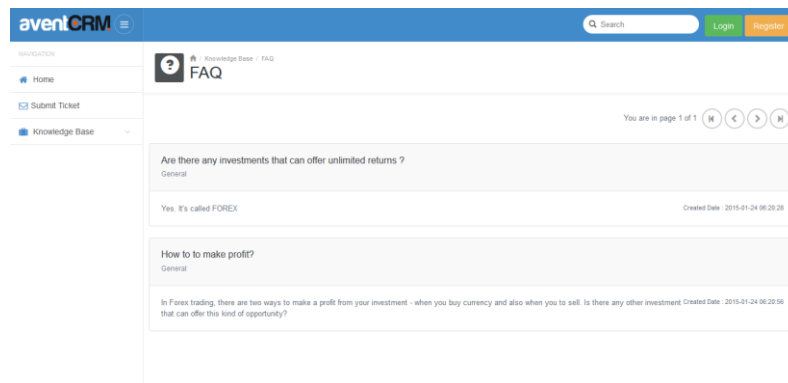 aventCRM
Search
Login
Register
NAVIGATION
Home
Submit Ticket
Knowledge Base
/ Knowledge Base / FAQ
FAQ
You are in page 1 of 1
Are there any investments that can offer unlimited returns ?
General
Yes. It's called FOREX
Created Date : 2015-01-24 06:20:28
How to to make profit?
General
In Forex trading, there are two ways to make a profit from your investment - when you buy currency and also when you to sell. Is there any other investment
Created Date : 2015-01-24 06:20:56
that can offer this kind of opportunity?